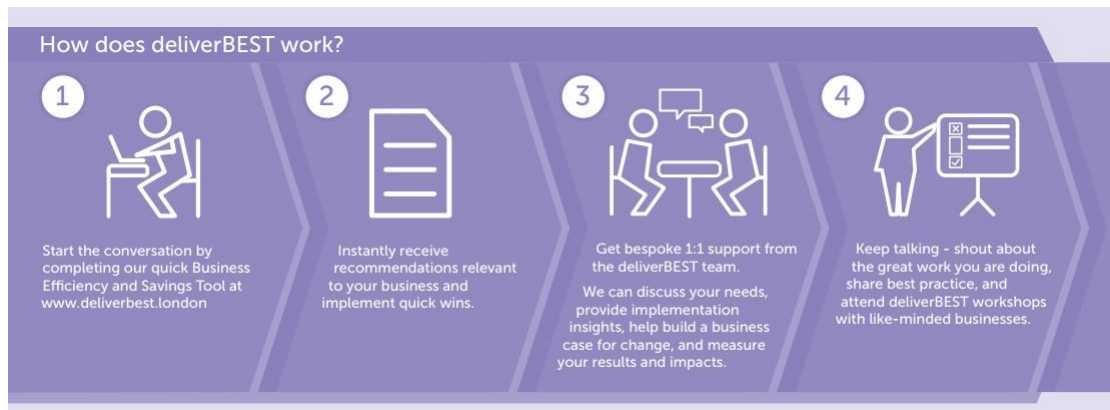 How does deliverBEST work?
1
Start the conversation by
completing our quick Business
Efficiency and Savings Tool at
www.deliverbest.london
2
Instantly receive
recommendations relevant
to your business and
implement quick wins.
3
Get bespoke 1:1 support from
the deliverBEST team.
We can discuss your needs,
provide implementation
insights, help build a business
case for change, and measure
your results and impacts.
4
Keep talking - shout about
the great work you are doing,
share best practice, and
attend deliverBEST workshops
with like-minded businesses.